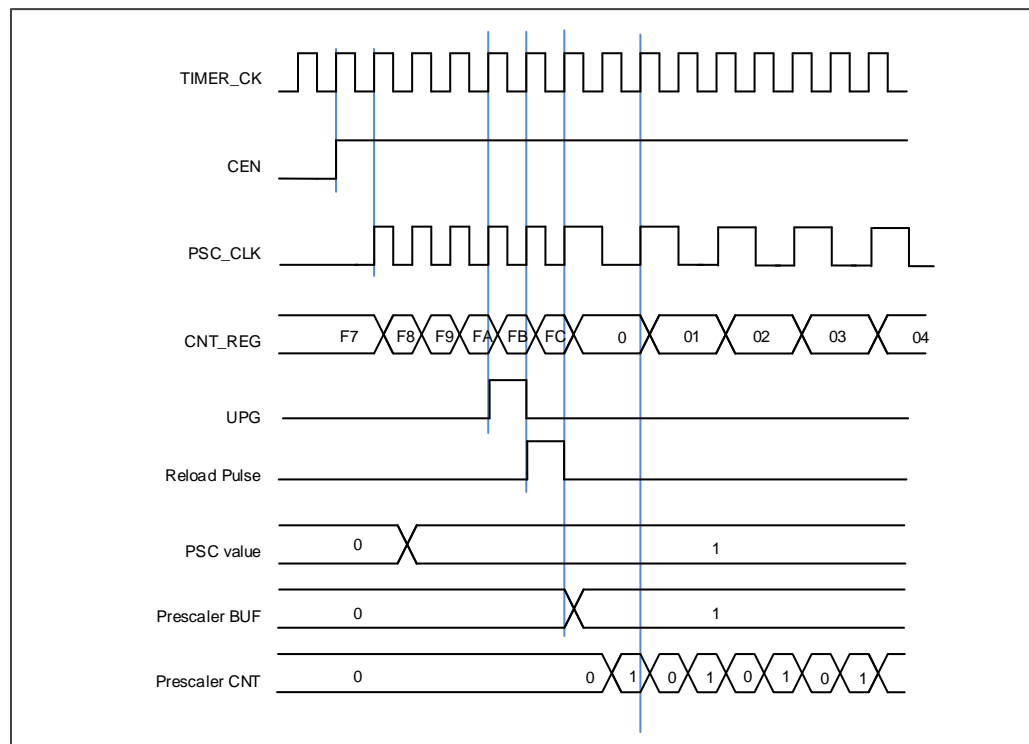 TIMER_CK
CEN
PSC_CLK
CNT_REG F7 F8 F9 FA FB FC 0 01 02 03 04
UPG
Reload Pulse
PSC value 0 1
Prescaler BUF 0 1
Prescaler CNT 0 0 1 0 1 0 1 0 1